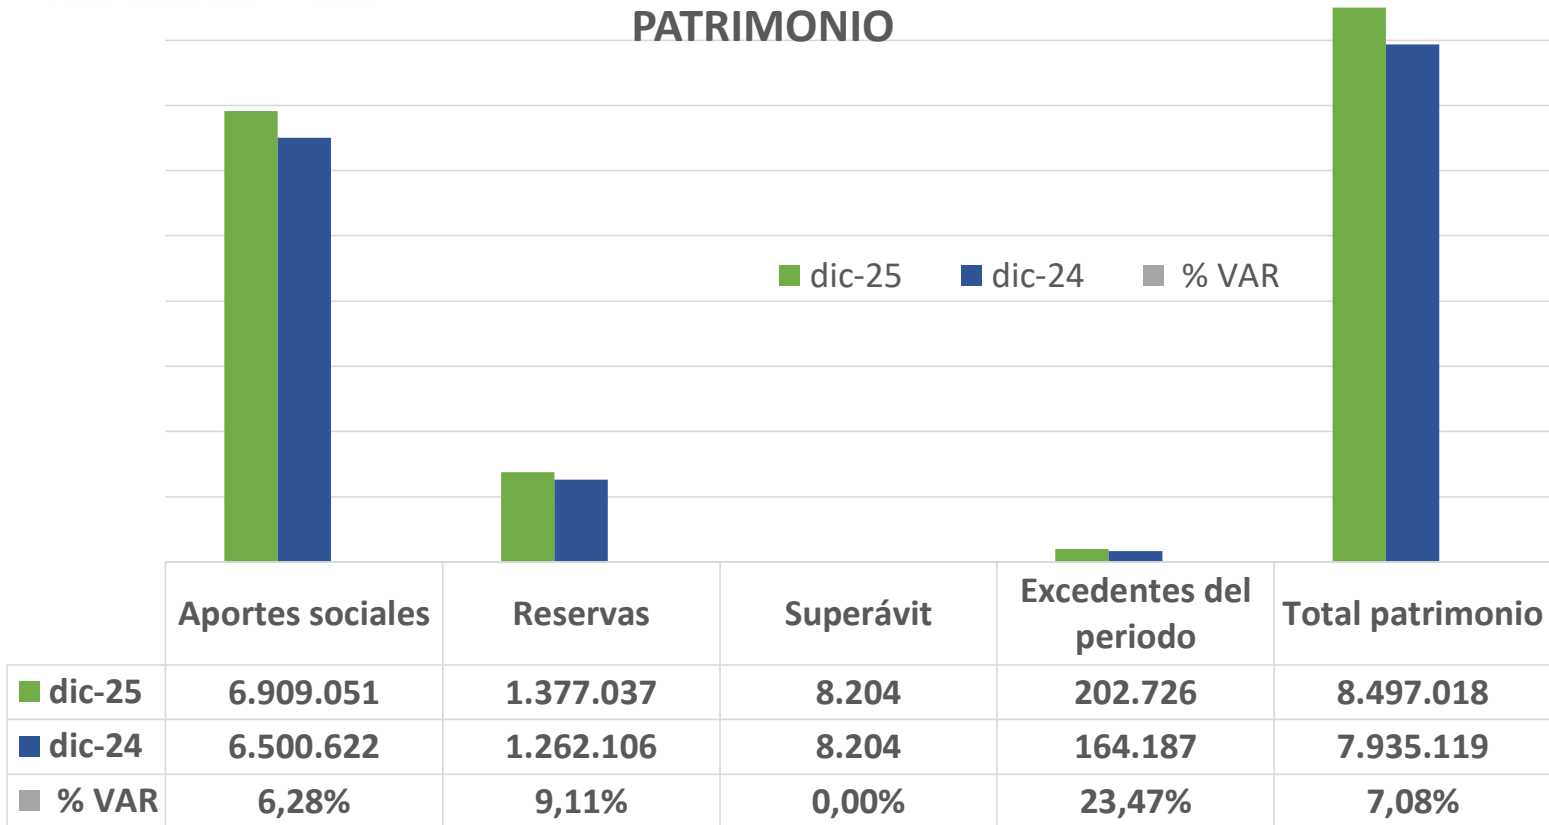 PATRIMONIO
dic-25 dic-24 % VAR
Aportes sociales Reservas Superávit Excedentes del periodo Total patrimonio
dic-25 6.909.051 1.377.037 8.204 202.726 8.497.018
dic-24 6.500.622 1.262.106 8.204 164.187 7.935.119
% VAR 6,28% 9,11% 0,00% 23,47% 7,08%